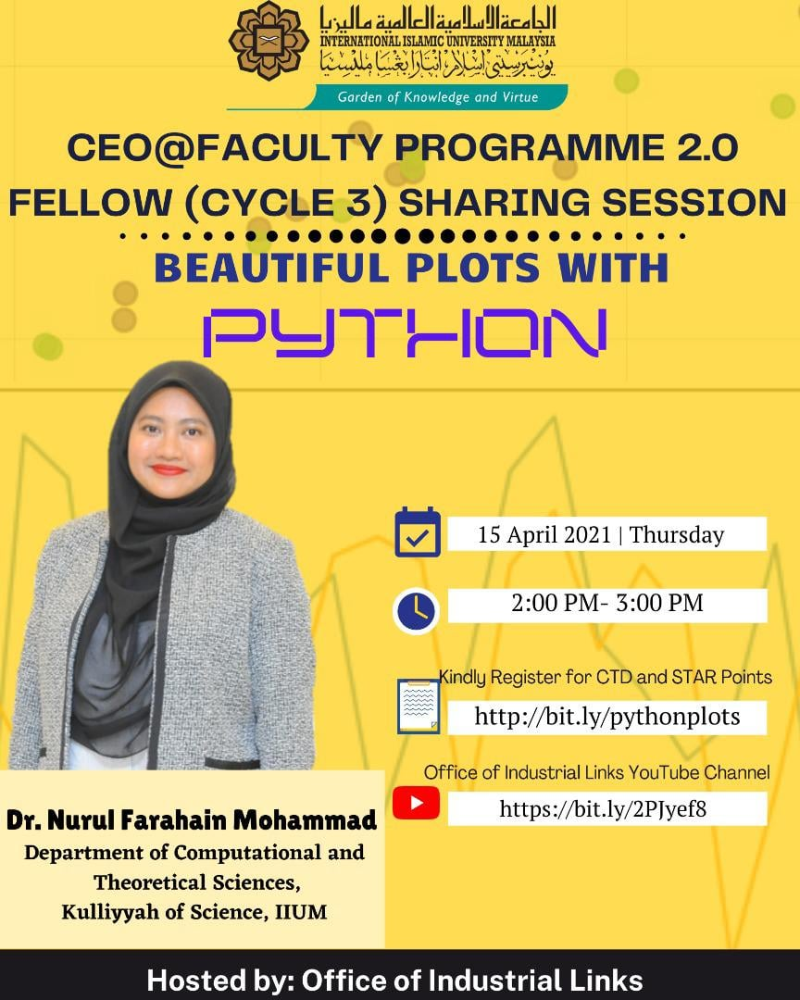 الجامعة الإسلامية العالمية ماليزيا
INTERNATIONAL ISLAMIC UNIVERSITY MALAYSIA
يونيۏرسيتي اسلام انتارابڠسا مليسيا
Garden of Knowledge and Virtue
CEO@FACULTY PROGRAMME 2.0
FELLOW (CYCLE 3) SHARING SESSION
BEAUTIFUL PLOTS WITH
PYTHON
15 April 2021 | Thursday
2:00 PM- 3:00 PM
Kindly Register for CTD and STAR Points
http://bit.ly/pythonplots
Office of Industrial Links YouTube Channel
https://bit.ly/2PJyef8
Dr. Nurul Farahain Mohammad
Department of Computational and
Theoretical Sciences,
Kulliyyah of Science, IIUM
Hosted by: Office of Industrial Links